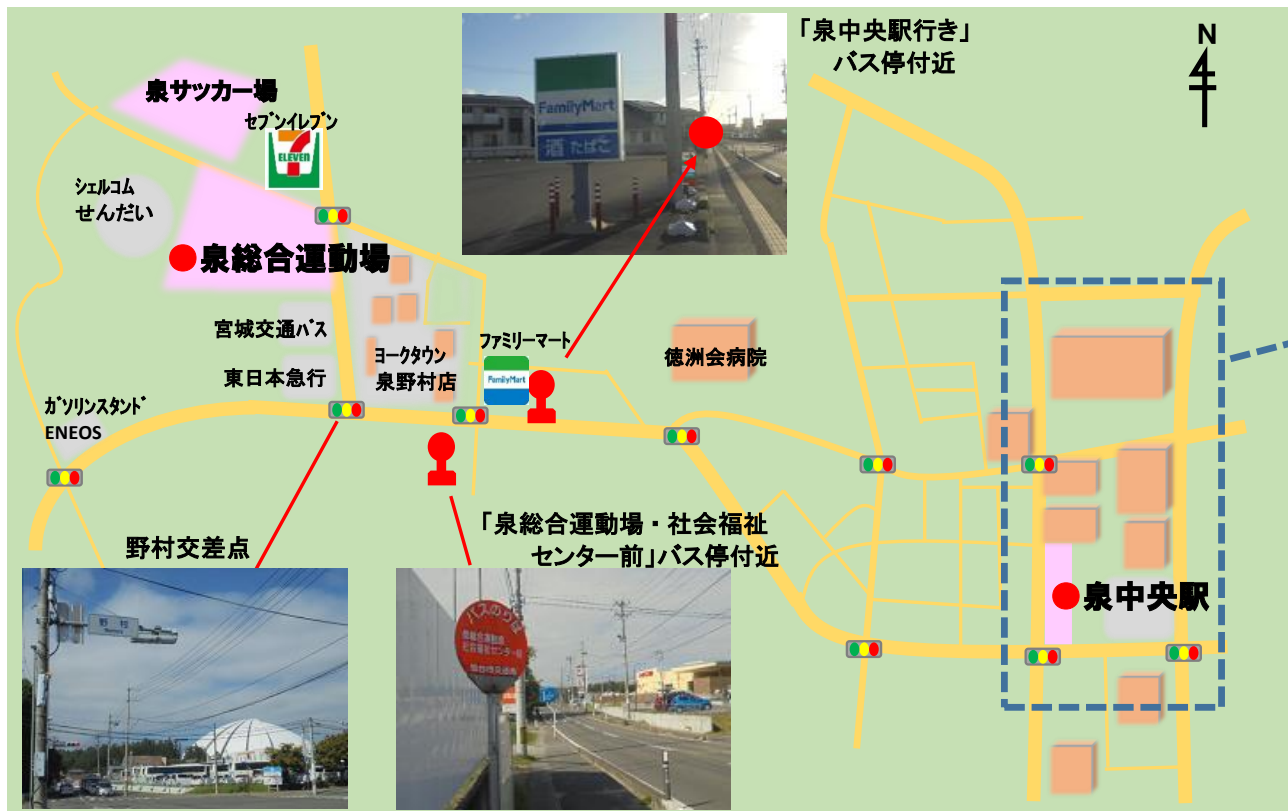 「泉中央駅行き」
バス停付近
N
泉サッカー場
セブンイレブン
ELEVEN
FamilyMart
酒 たばこ
シェルコム
せんだい
泉総合運動場
宮城交通バス
東日本急行
ヨークタウン
泉野村店
ファミリーマート
FamilyMart
徳洲会病院
ガソリンスタンド
ENEOS
野村交差点
「泉総合運動場・社会福祉
センター前」バス停付近
泉中央駅
野村
バスのりば